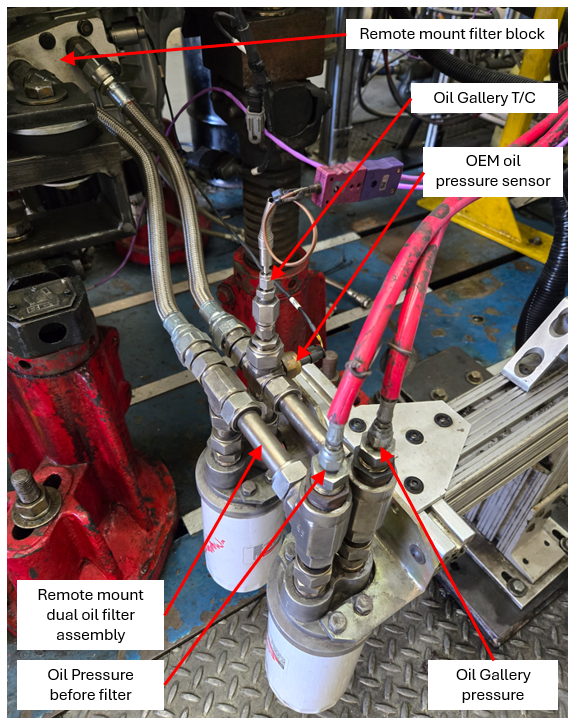 Remote mount filter block
Oil Gallery T/C
OEM oil
pressure sensor
Remote mount
dual oil filter
assembly
Oil Pressure
before filter
Oil Gallery
pressure